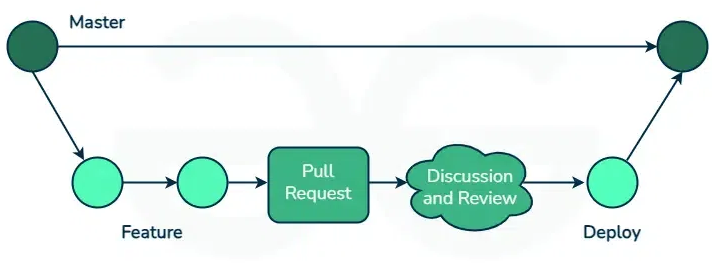 Master
Pull
Request
Discussion
and Review
Feature
Deploy